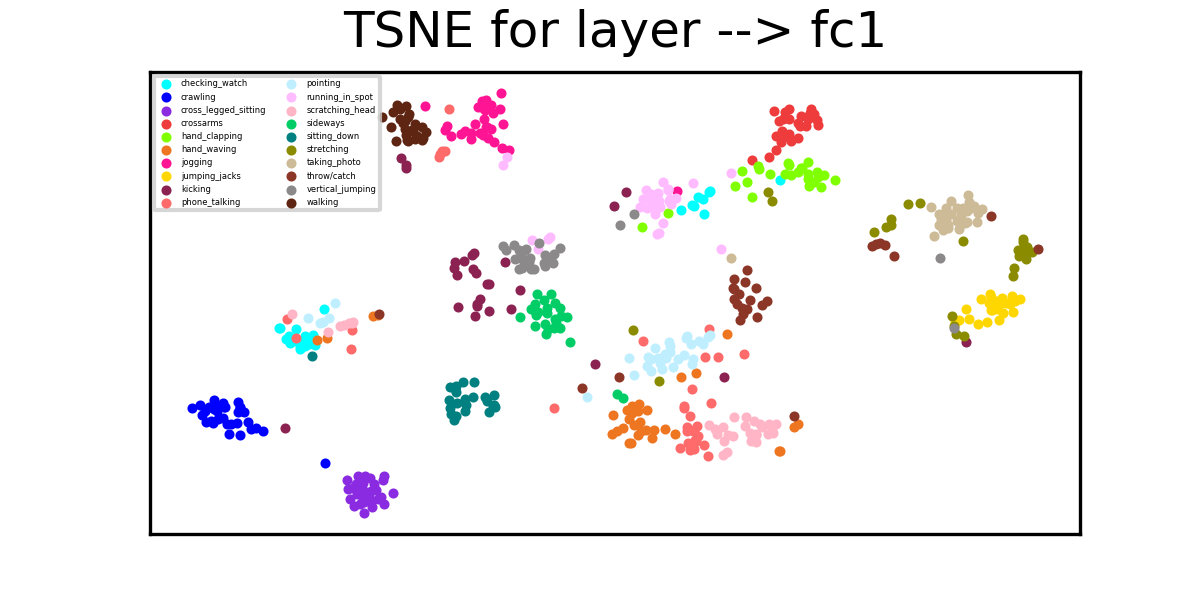 TSNE for layer --> fc1
checking_watch
crawling
cross_legged_sitting
crossarms
hand_clapping
hand_waving
jogging
jumping_jacks
kicking
phone_talking
pointing
running_in_spot
scratching_head
sideways
sitting_down
stretching
taking_photo
throw/catch
vertical_jumping
walking